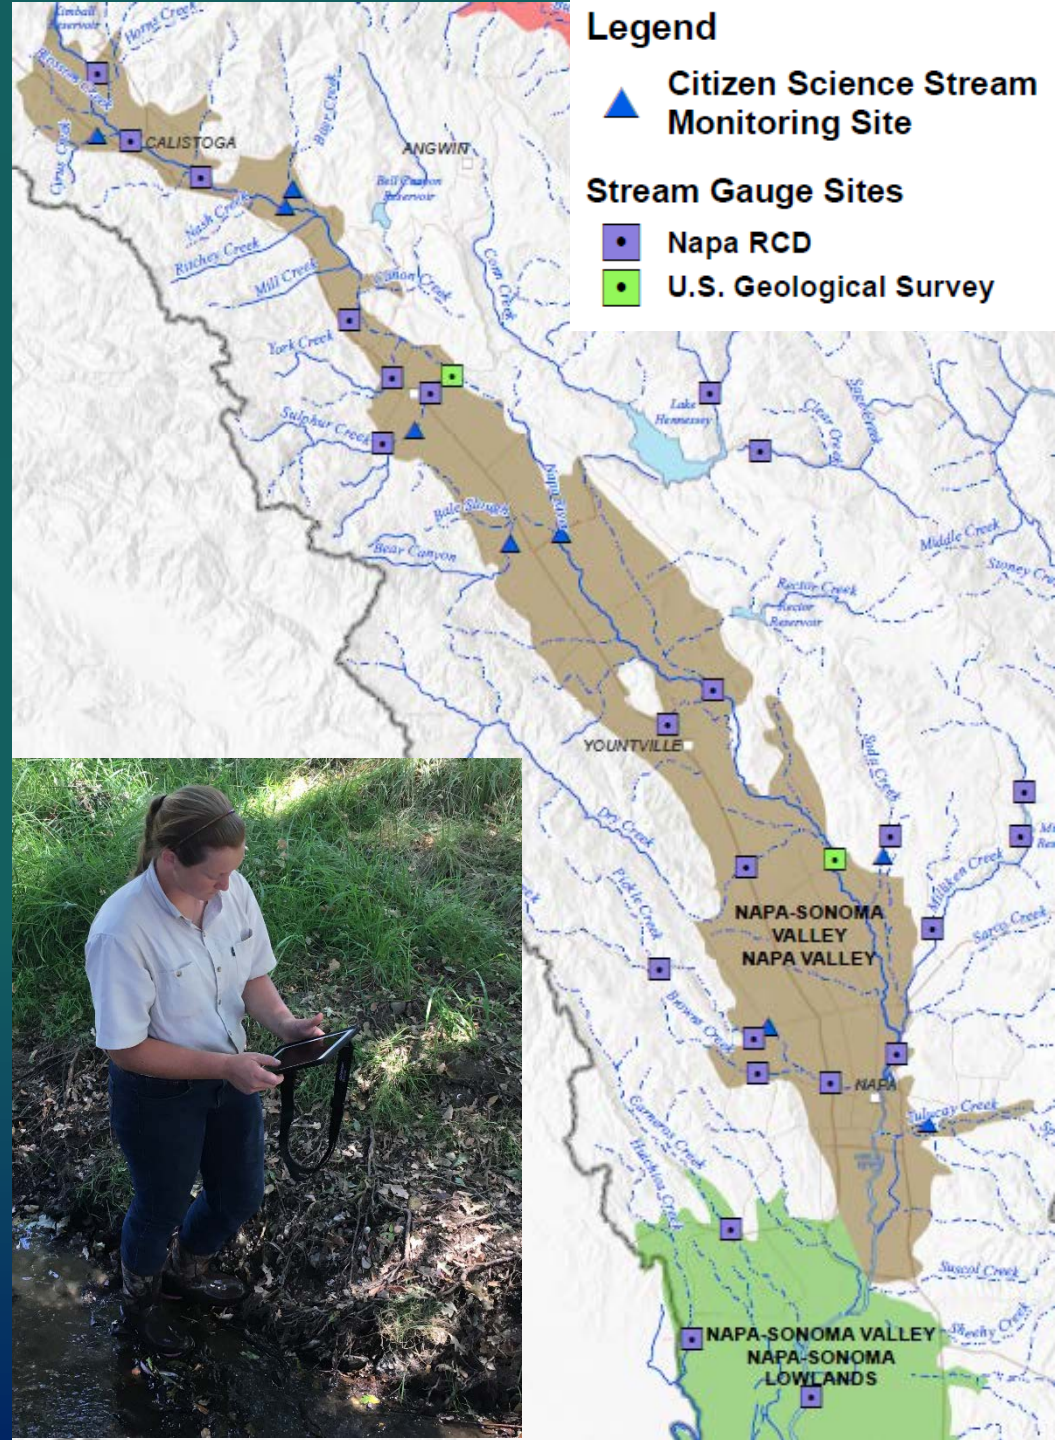 Legend
Citizen Science Stream
Monitoring Site
Stream Gauge Sites
Napa RCD
U.S. Geological Survey
Kimball
Reservoir
Horns Creek
Blossom Creek
Cyrus Creek
CALISTOGA
Biter Creek
ANGWIN
Bell Canyon
Reservoir
Nash Creek
Ritchey Creek
Mill Creek
Canon Creek
Conn Creek
York Creek
Sulphur Creek
Lake
Hennessey
Clear Creek
Sage Creek
Napa River
Bale Slough
Bear Canyon
Middle Creek
Stoney
Rector Creek
Rector
Reservoir
YOUNTVILLE
Soda Creek
Dry Creek
Pickle Creek
Milliken Creek
Sarco Creek
NAPA-SONOMA
VALLEY
NAPA VALLEY
Browns Creek
NAPA
Tulucay Creek
Carneros Creek
Huichica Creek
Suscol Creek
Sheehy Creek
NAPA-SONOMA VALLEY
NAPA-SONOMA
LOWLANDS